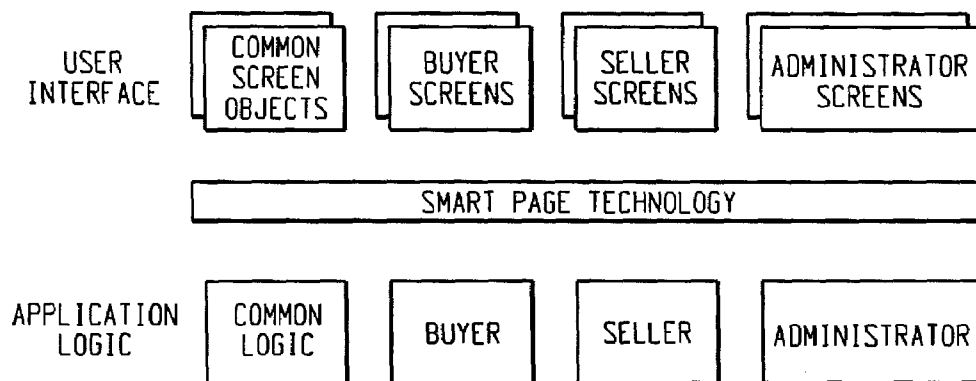 USER
INTERFACE
COMMON
SCREEN
OBJECTS
BUYER
SCREENS
SELLER
SCREENS
ADMINISTRATOR
SCREENS
SMART PAGE TECHNOLOGY
APPLICATION
LOGIC
COMMON
LOGIC
BUYER
SELLER
ADMINISTRATOR